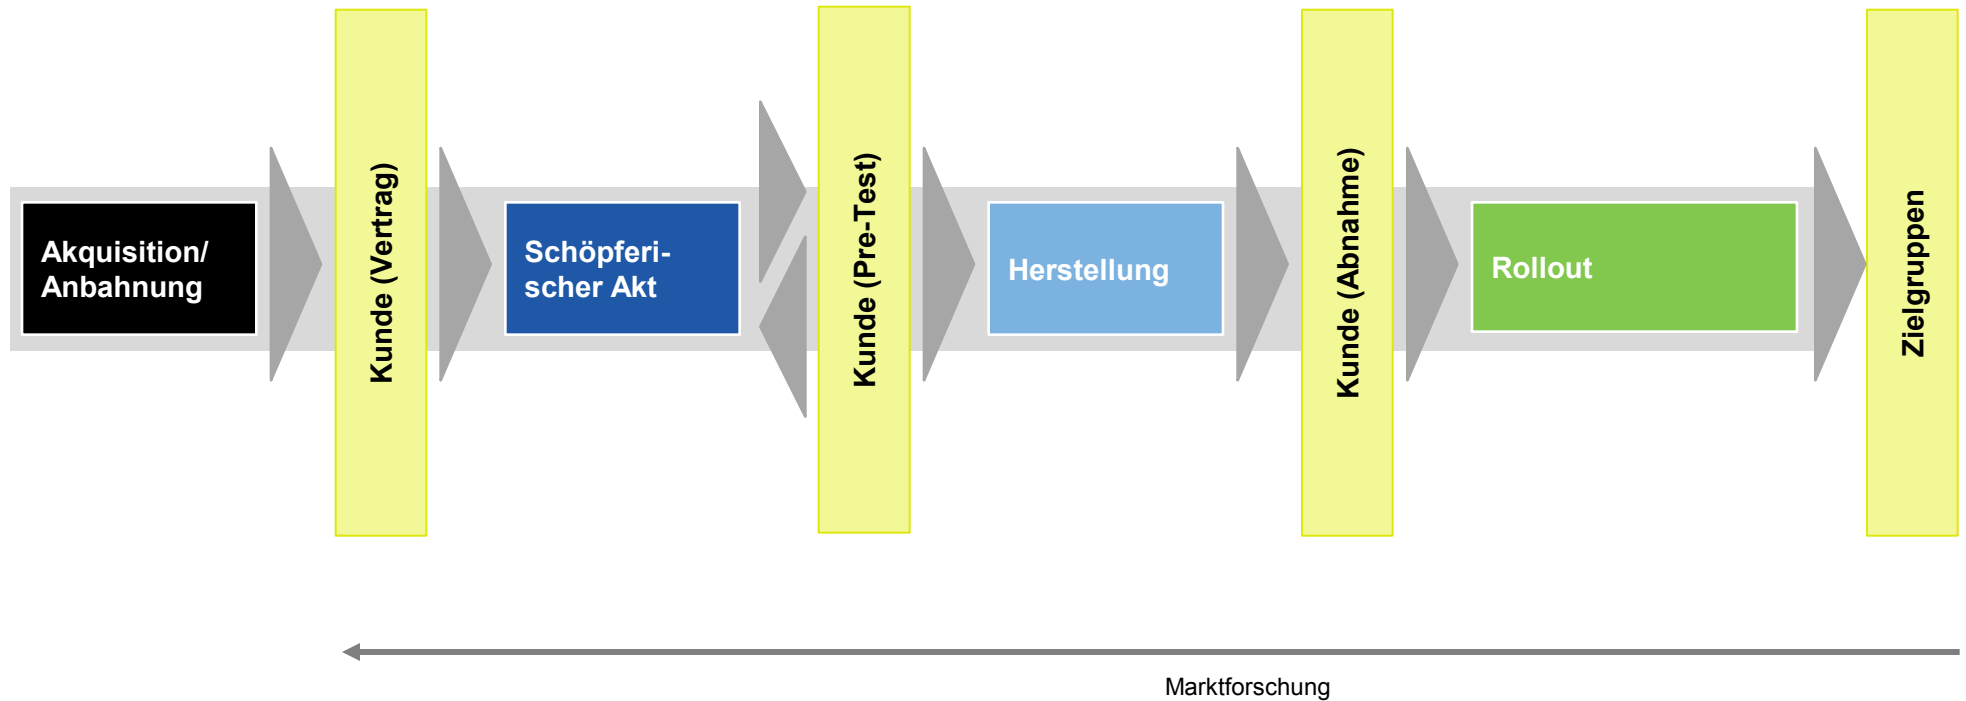 Akquisition/
Anbahnung
Kunde (Vertrag)
Schöpferi-
scher Akt
Kunde (Pre-Test)
Herstellung
Kunde (Abnahme)
Rollout
Zielgruppen
Marktforschung